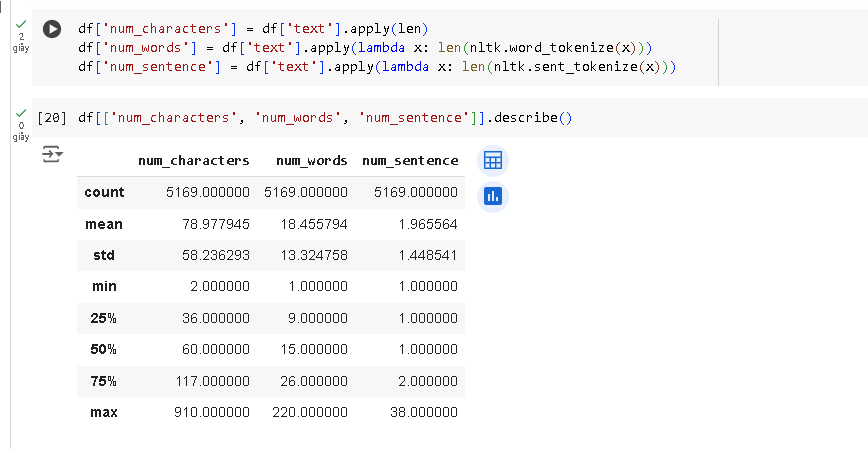 2
giây
df['num_characters'] = df['text'].apply(len)
df['num_words'] = df['text'].apply(lambda x: len(nltk.word_tokenize(x)))
df['num_sentence'] = df['text'].apply(lambda x: len(nltk.sent_tokenize(x)))
0
giây
[20] df[['num_characters', 'num_words', 'num_sentence']].describe()
num_characters num_words num_sentence
count 5169.000000 5169.000000 5169.000000
mean 78.977945 18.455794 1.965564
std 58.236293 13.324758 1.448541
min 2.000000 1.000000 1.000000
25% 36.000000 9.000000 1.000000
50% 60.000000 15.000000 1.000000
75% 117.000000 26.000000 2.000000
max 910.000000 220.000000 38.000000